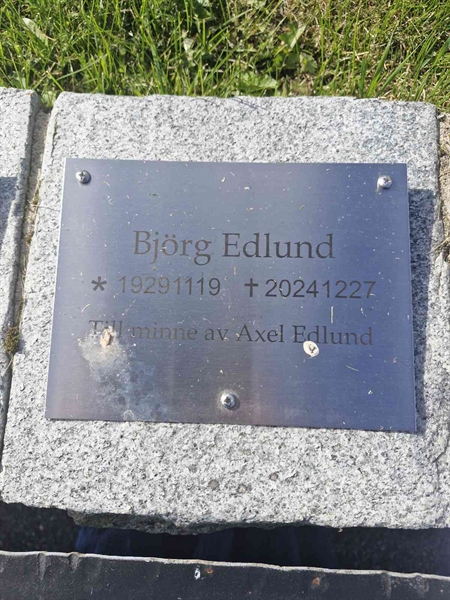 Björg Edlund
* 19291119 †20241227
Till minne av Axel Edlund